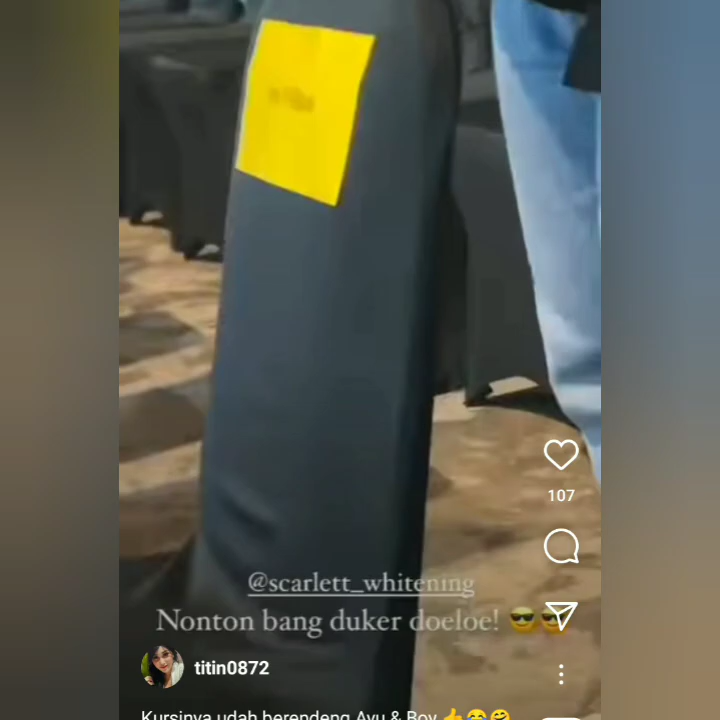 107
@scarlett_whitening
Nonton bang duker doeloe! 😎😎
titin0872
Kursinya udah berendeng Ayu & Boy 👍😂🤗